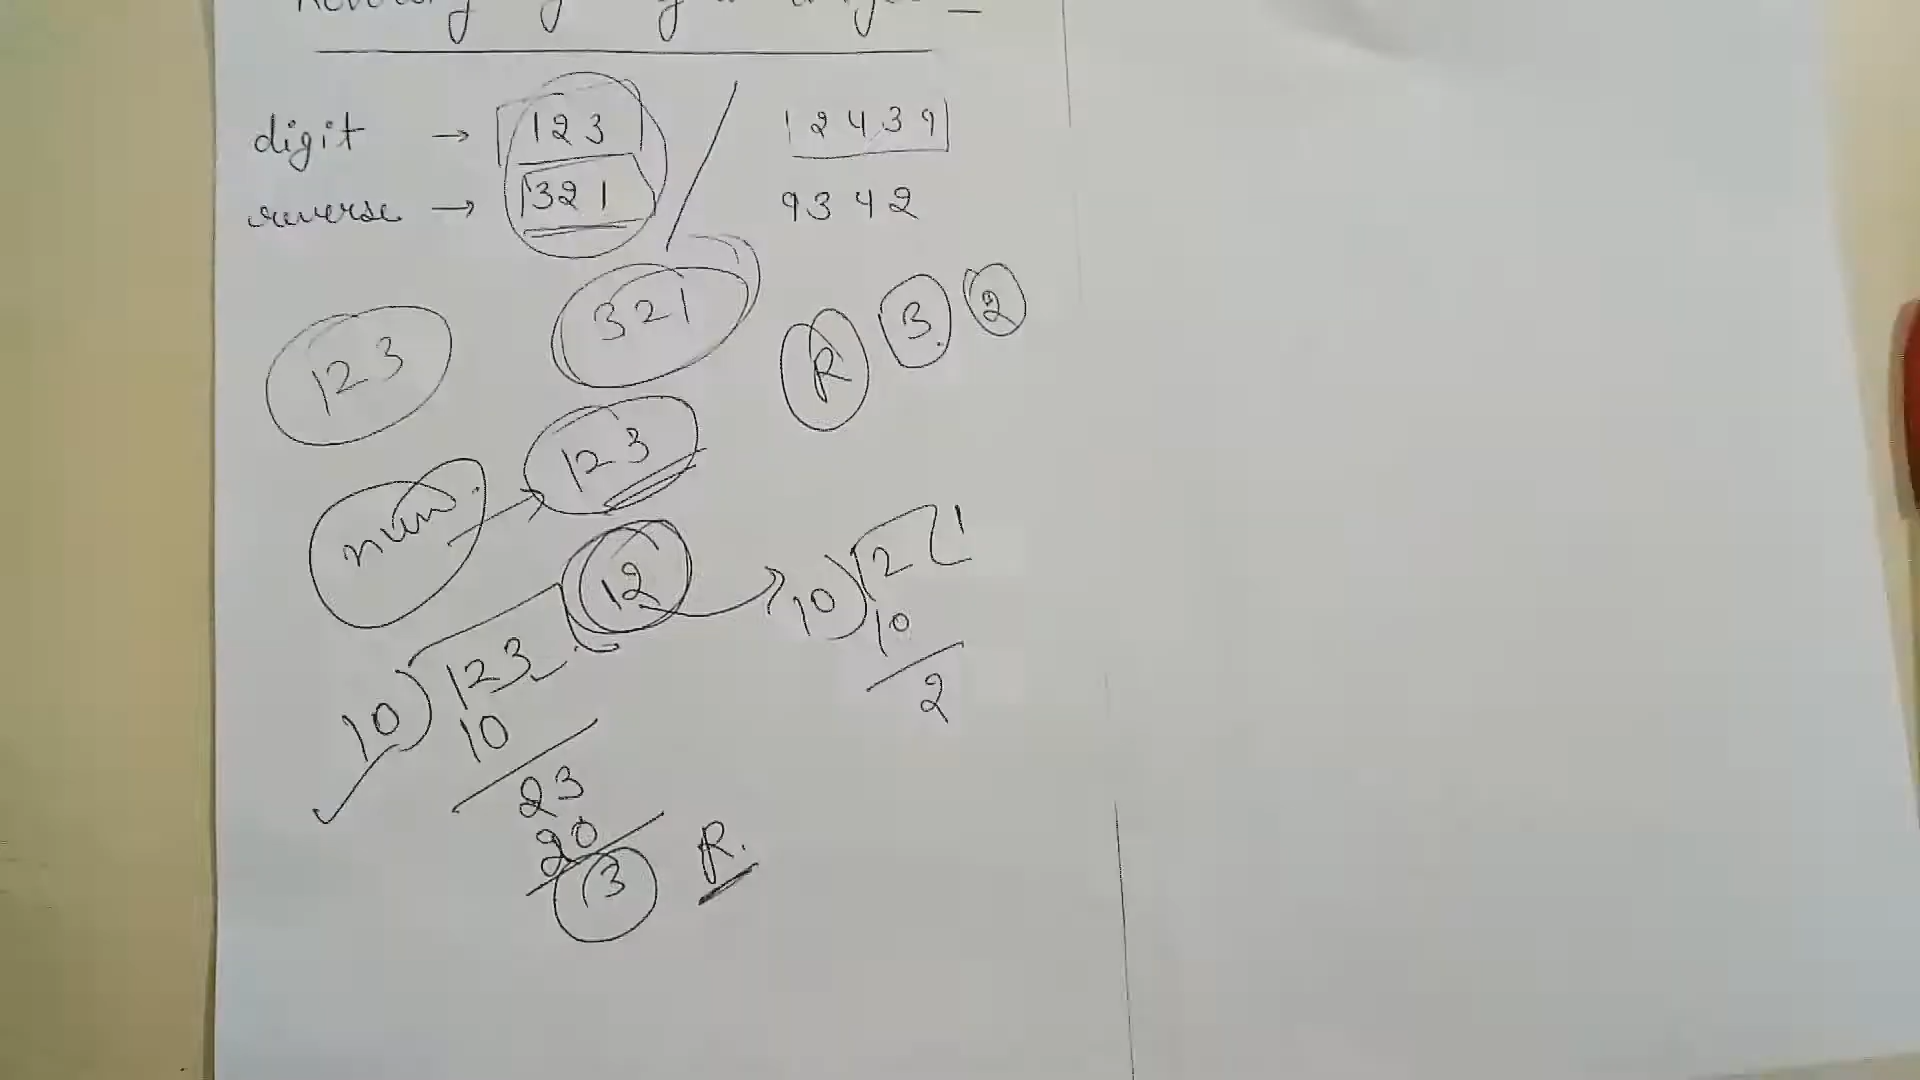 digit → 123 12439
reverse → 321 9342
123 321 R 3 2
num → 123
12 → 10) 2 1
10) 123 10
10 2
23
20
3 R.